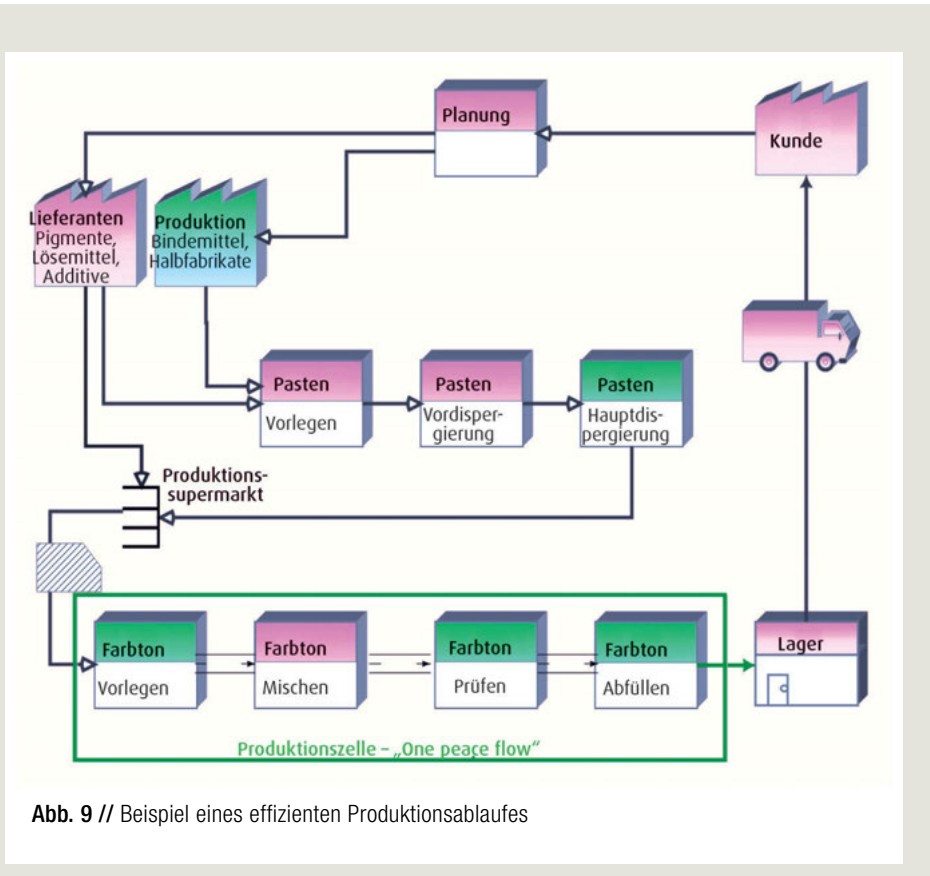 Planung
Kunde
Lieferanten
Pigmente,
Lösemittel,
Additive
Produktion
Bindemittel,
Halbfabrikate
Pasten
Vorlegen
Pasten
Vordisper-
gierung
Pasten
Hauptdis-
pergierung
Produktions-
supermarkt
Farbton
Vorlegen
Farbton
Mischen
Farbton
Prüfen
Farbton
Abfüllen
Lager
Produktionszelle – „One peace flow“
Abb. 9 // Beispiel eines effizienten Produktionsablaufes